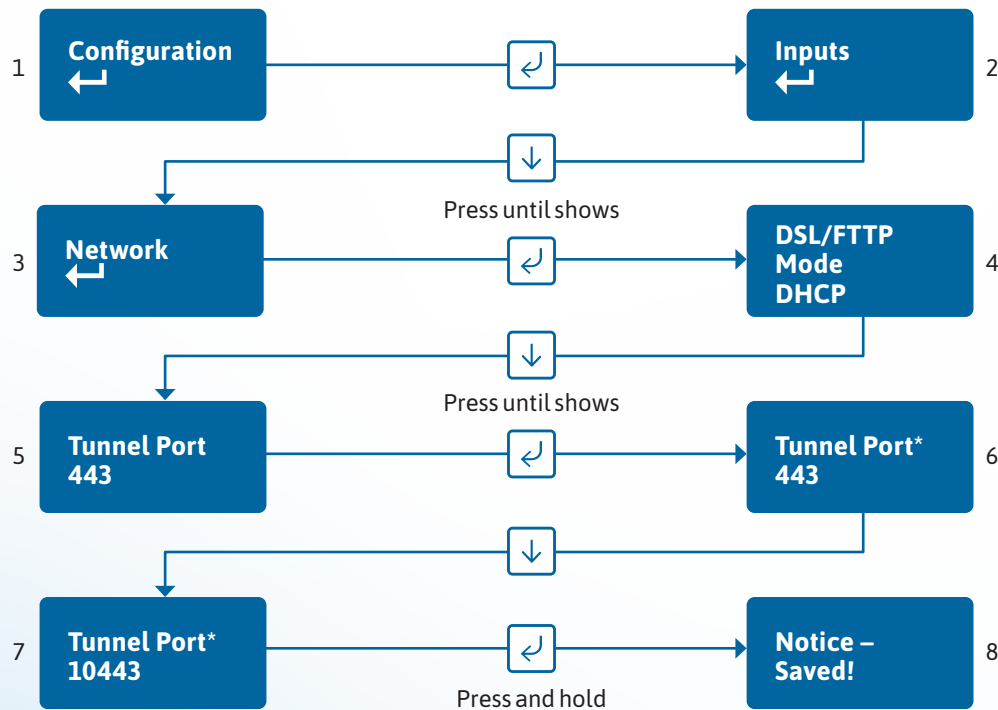 1
Configuration
Inputs
2
Press until shows
3
Network
DSL/FTTP
Mode
DHCP
4
Press until shows
5
Tunnel Port
443
Tunnel Port*
443
6
7
Tunnel Port*
10443
Notice –
Saved!
8
Press and hold